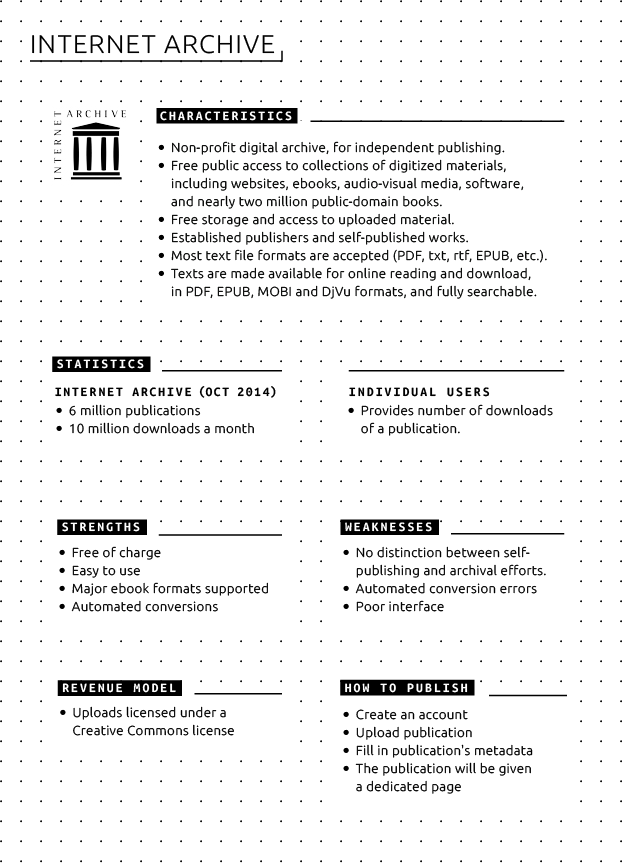 INTERNET ARCHIVE
INTERNET ARCHIVE
CHARACTERISTICS
• Non-profit digital archive, for independent publishing.
• Free public access to collections of digitized materials,
including websites, ebooks, audio-visual media, software,
and nearly two million public-domain books.
• Free storage and access to uploaded material.
• Established publishers and self-published works.
• Most text file formats are accepted (PDF, txt, rtf, EPUB, etc.).
• Texts are made available for online reading and download,
in PDF, EPUB, MOBI and DjVu formats, and fully searchable.
STATISTICS
INTERNET ARCHIVE (OCT 2014)
• 6 million publications
• 10 million downloads a month
INDIVIDUAL USERS
• Provides number of downloads
of a publication.
STRENGTHS
• Free of charge
• Easy to use
• Major ebook formats supported
• Automated conversions
WEAKNESSES
• No distinction between self-
publishing and archival efforts.
• Automated conversion errors
• Poor interface
REVENUE MODEL
• Uploads licensed under a
Creative Commons license
HOW TO PUBLISH
• Create an account
• Upload publication
• Fill in publication's metadata
• The publication will be given
a dedicated page